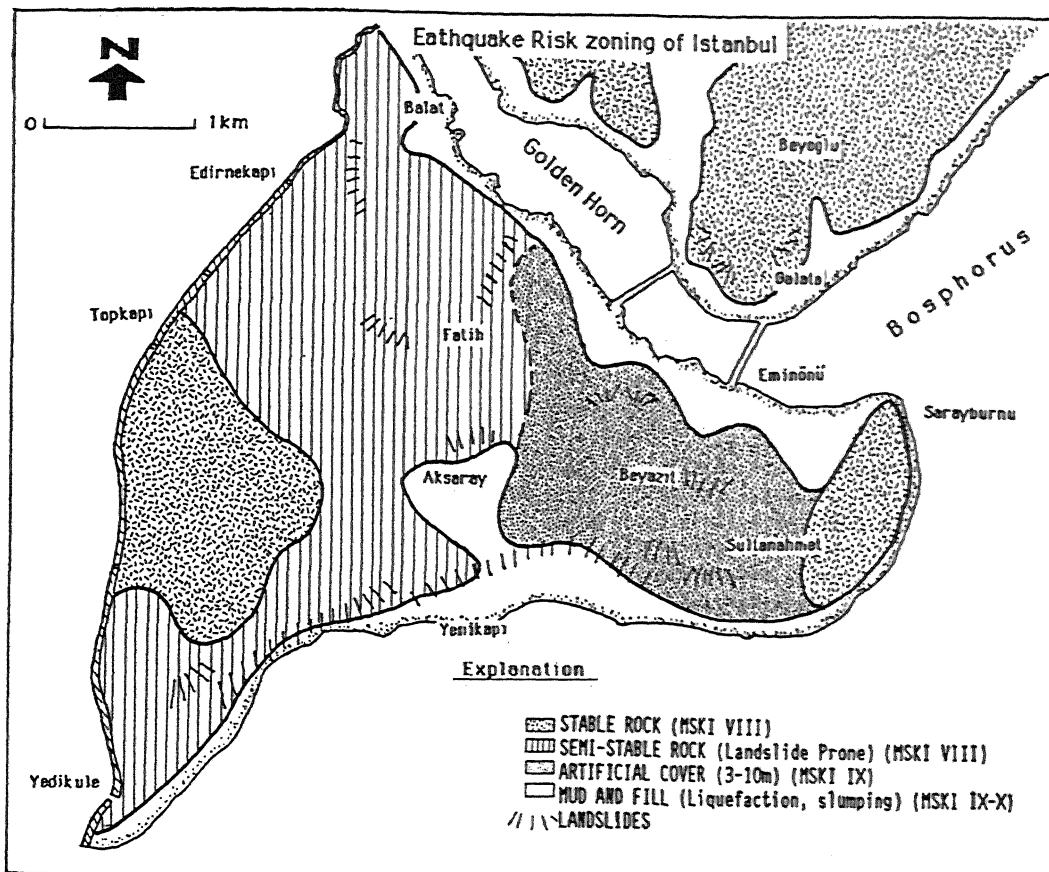 Eathquake Risk zoning of Istanbul
N
0 1km
Balat
Edirnekapı
Golden Horn
Beyoğlu
Bosphorus
Galata
Topkapı
Fatih
Eminönü
Sarayburnu
Aksaray
Beyazıt
Sultanahmet
Yenikapı
Explanation
STABLE ROCK (MSKI VIII)
SEMI-STABLE ROCK (Landslide Prone) (MSKI VIII)
ARTIFICIAL COVER (3-10m) (MSKI IX)
MUD AND FILL (Liquefaction, slumping) (MSKI IX-X)
LANDSLIDES
Yedikule